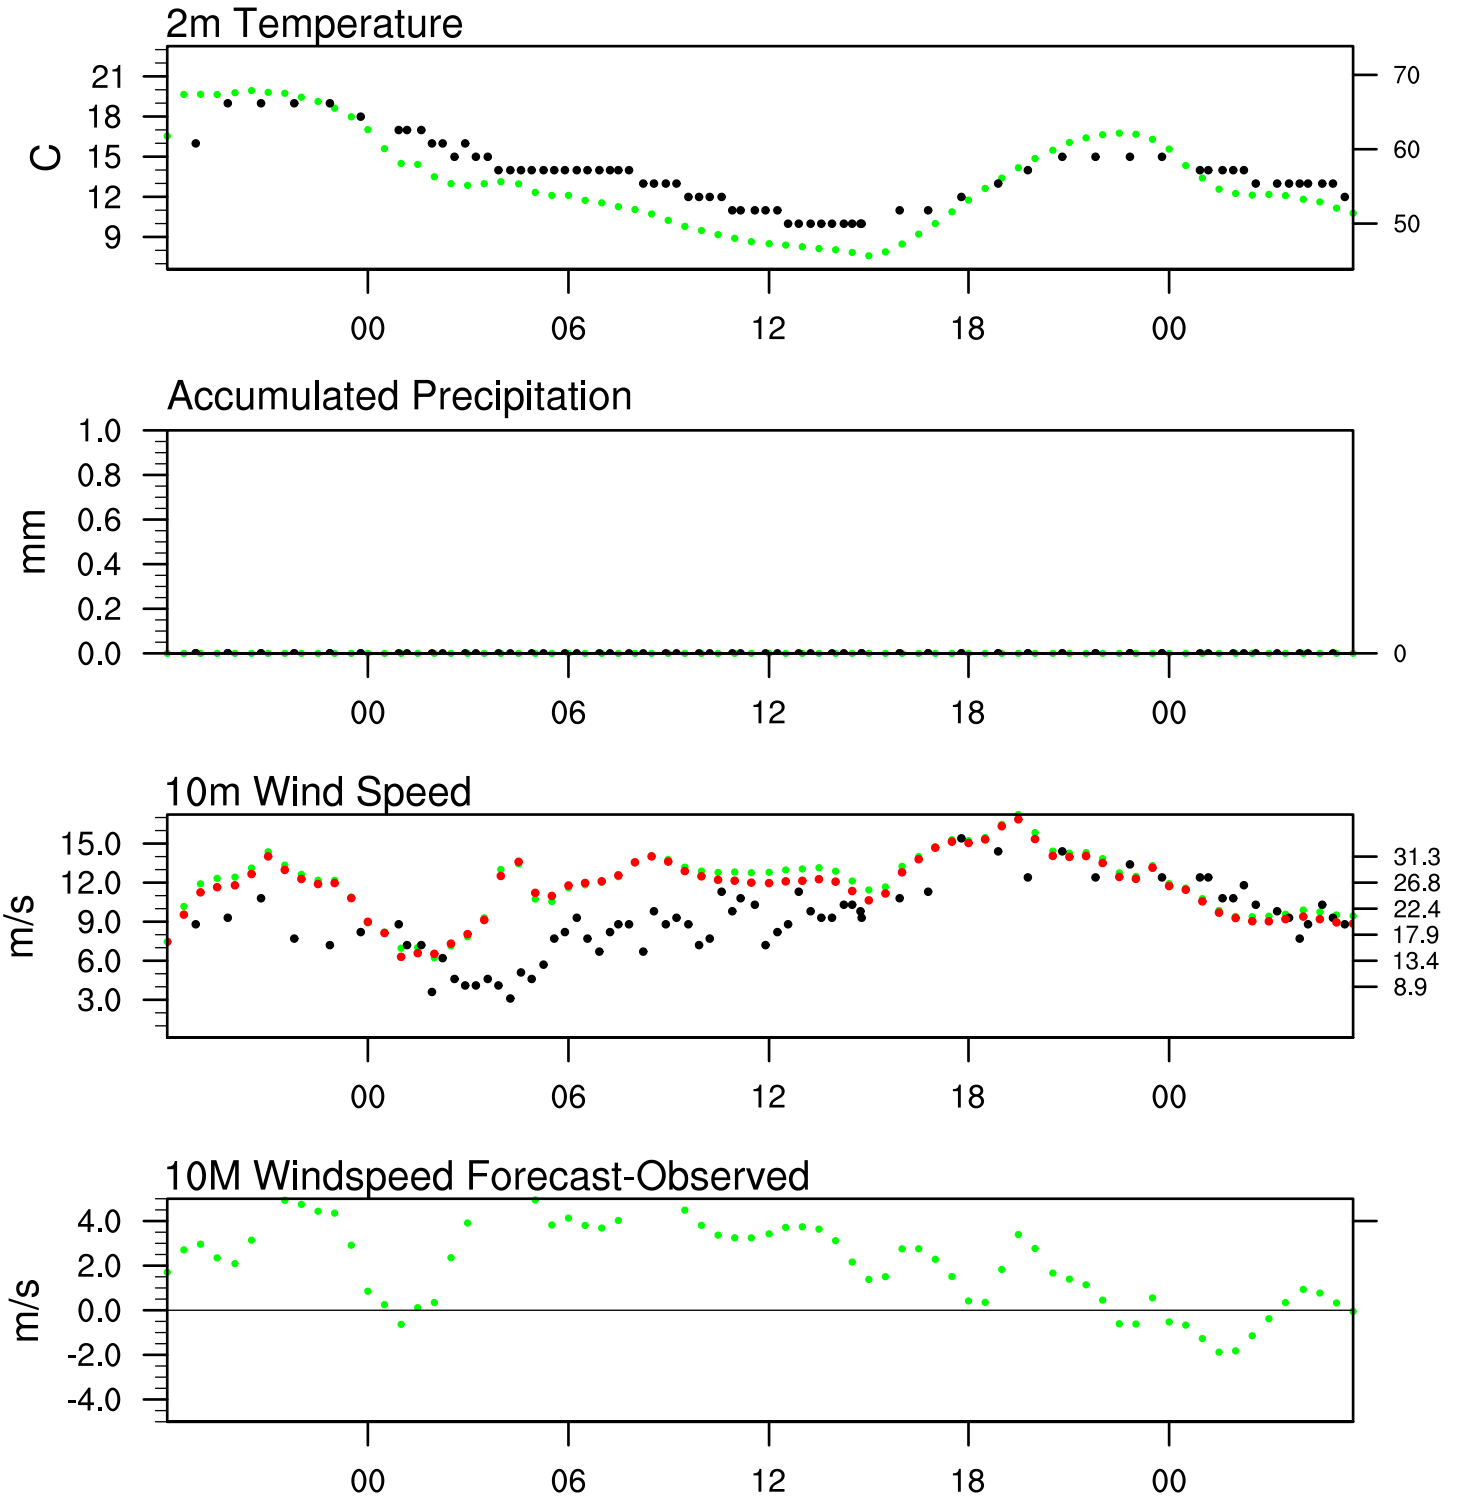 2m Temperature
21
18
15
12
9
C
70
60
50
00 06 12 18 00
Accumulated Precipitation
1.0
0.8
0.6
0.4
0.2
0.0
mm
0
00 06 12 18 00
10m Wind Speed
15.0
12.0
9.0
6.0
3.0
m/s
31.3
26.8
22.4
17.9
13.4
8.9
00 06 12 18 00
10M Windspeed Forecast-Observed
4.0
2.0
0.0
-2.0
-4.0
m/s
00 06 12 18 00